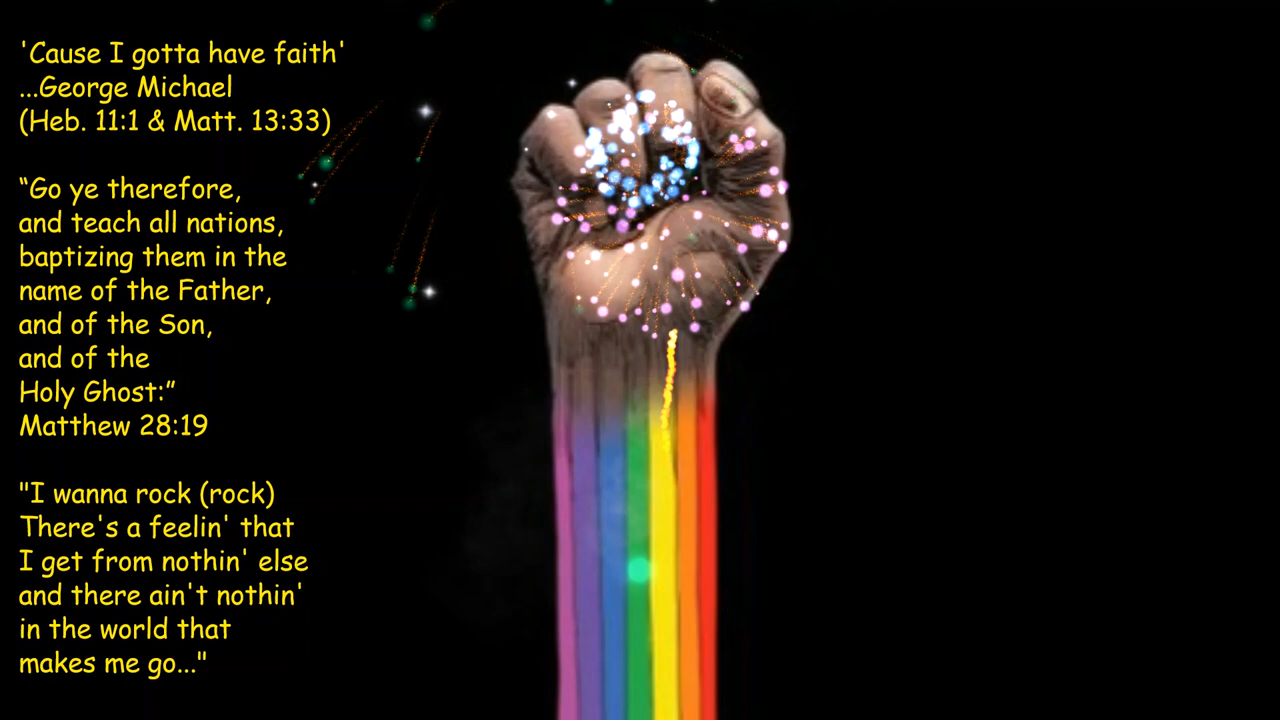 'Cause I gotta have faith'
...George Michael
(Heb. 11:1 & Matt. 13:33)
“Go ye therefore,
and teach all nations,
baptizing them in the
name of the Father,
and of the Son,
and of the
Holy Ghost:”
Matthew 28:19
"I wanna rock (rock)
There's a feelin' that
I get from nothin' else
and there ain't nothin'
in the world that
makes me go..."